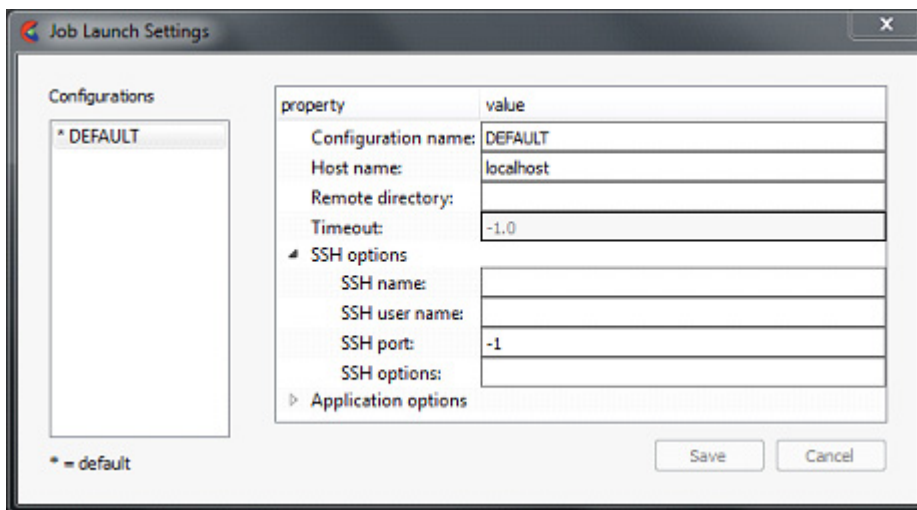 Job Launch Settings
x
Configurations
* DEFAULT
* = default
property value
Configuration name: DEFAULT
Host name: localhost
Remote directory:
Timeout: -1.0
SSH options
SSH name:
SSH user name:
SSH port: -1
SSH options:
Application options
Save Cancel